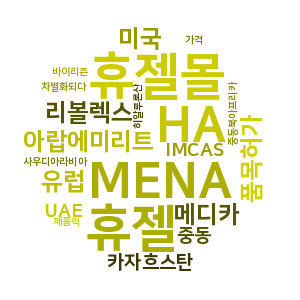 미국
가격
바이리즌
휴젤몰
차별화되다
히알루론산
중동북아프리카
리볼렉스
HA
아랍에미리트
IMCAS
품목허가
사우디아라비아
MENA
유럽
UAE
제품력
휴젤
메디카
중동
카자흐스탄